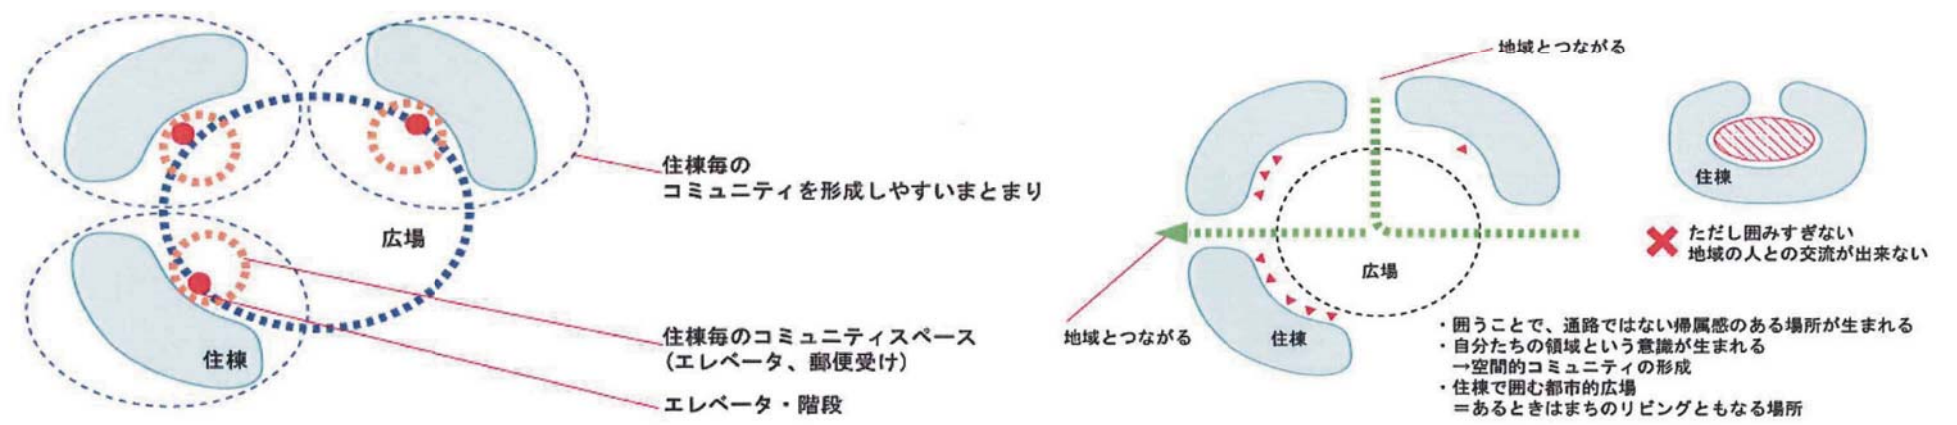 住棟毎の
コミュニティを形成しやすいまとまり
広場
住棟毎のコミュニティスペース
(エレベータ、郵便受け)
住棟
エレベータ・階段
地域とつながる
住棟
ただし囲みすぎない
地域の人との交流が出来ない
広場
地域とつながる
住棟
・囲うことで、通路ではない帰属感のある場所が生まれる
・自分たちの領域という意識が生まれる
→空間的コミュニティの形成
・住棟で囲む都市的広場
＝あるときはまちのリビングともなる場所